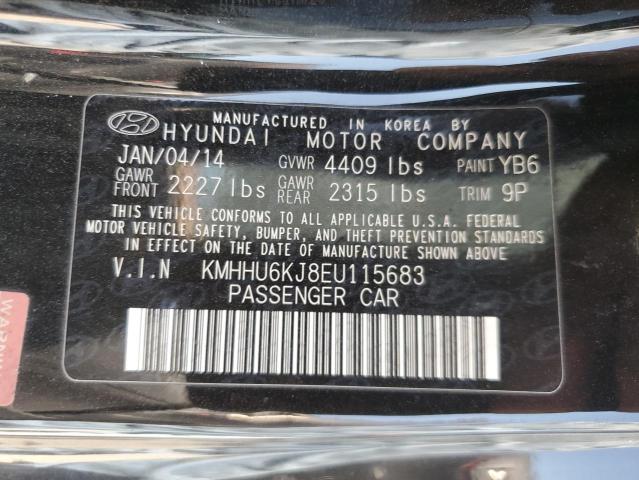 MANUFACTURED IN KOREA BY
HYUNDAI MOTOR COMPANY
JAN/04/14 GVWR 4409 lbs PAINT YB6
GAWR FRONT 2227 lbs GAWR REAR 2315 lbs TRIM 9P
THIS VEHICLE CONFORMS TO ALL APPLICABLE U.S.A. FEDERAL
MOTOR VEHICLE SAFETY, BUMPER, AND THEFT PREVENTION STANDARDS
IN EFFECT ON THE DATE OF MANUFACTURE SHOWN ABOVE
V.I.N KMHHU6KJ8EU115683
PASSENGER CAR